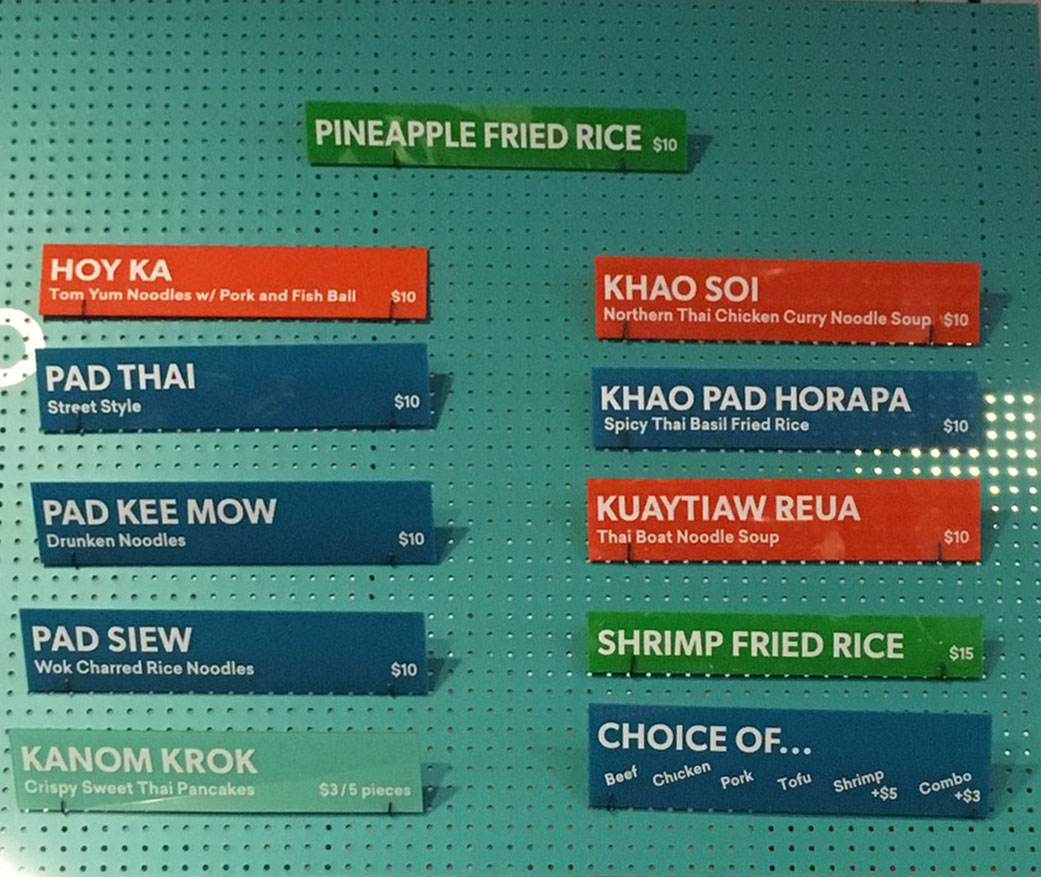 PINEAPPLE FRIED RICE $10
HOY KA
Tom Yum Noodles w/ Pork and Fish Ball $10
PAD THAI
Street Style $10
PAD KEE MOW
Drunken Noodles $10
PAD SIEW
Wok Charred Rice Noodles $10
KANOM KROK
Crispy Sweet Thai Pancakes $3/5 pieces
KHAO SOI
Northern Thai Chicken Curry Noodle Soup $10
KHAO PAD HORAPA
Spicy Thai Basil Fried Rice $10
KUAYTIAW REUA
Thai Boat Noodle Soup $10
SHRIMP FRIED RICE $15
CHOICE OF...
Beef Chicken Pork Tofu Shrimp +$5 Combo +$3